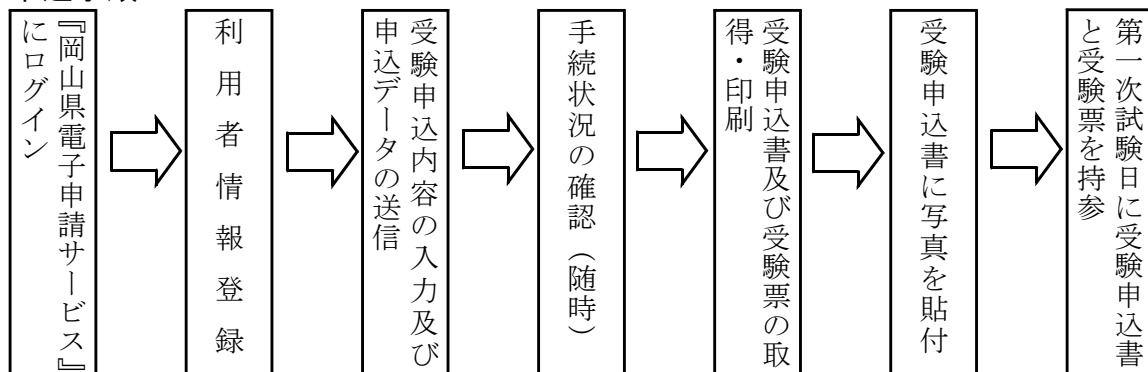 『岡山県電子申請サービス』
にログイン
利用者情報登録
受験申込内容の入力及び
申込データの送信
手続状況の確認（随時）
受験申込書及び受験票の取
得・印刷
受験申込書に写真を貼付
第一次試験日に受験申込書
と受験票を持参